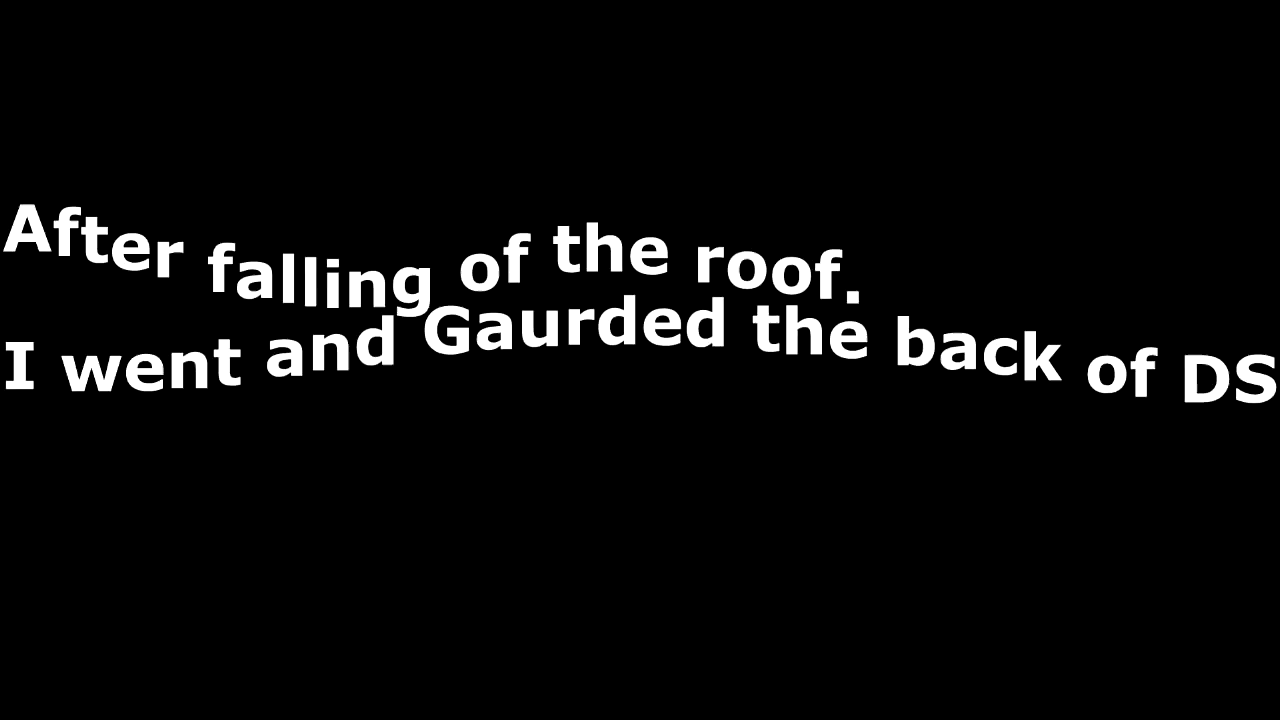 After falling of the roof.
I went and Gaurded the back of DS